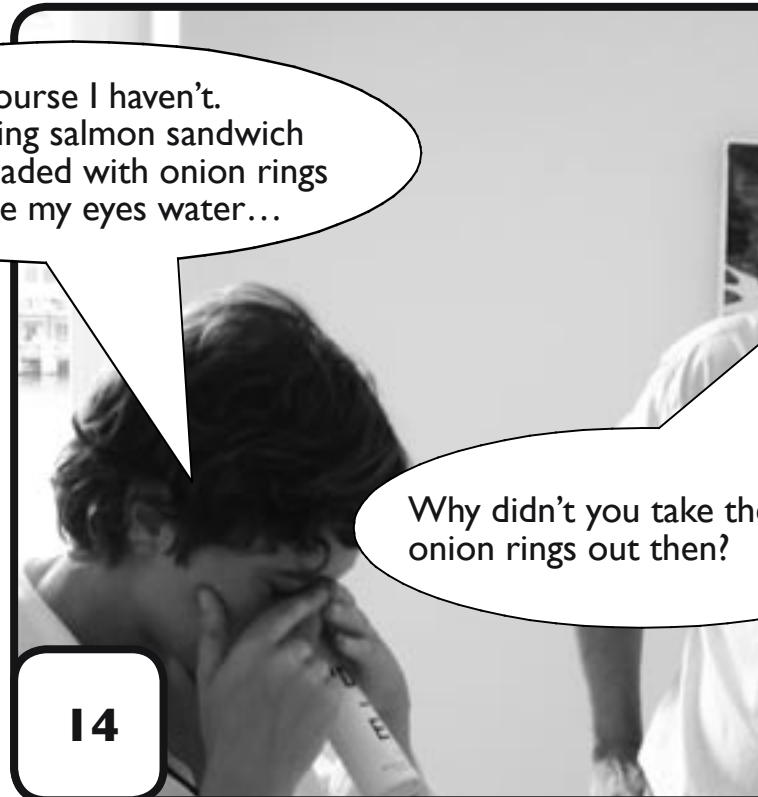 ourse I haven't.
ing salmon sandwich
aded with onion rings
e my eyes water…
Why didn't you take the
onion rings out then?
14